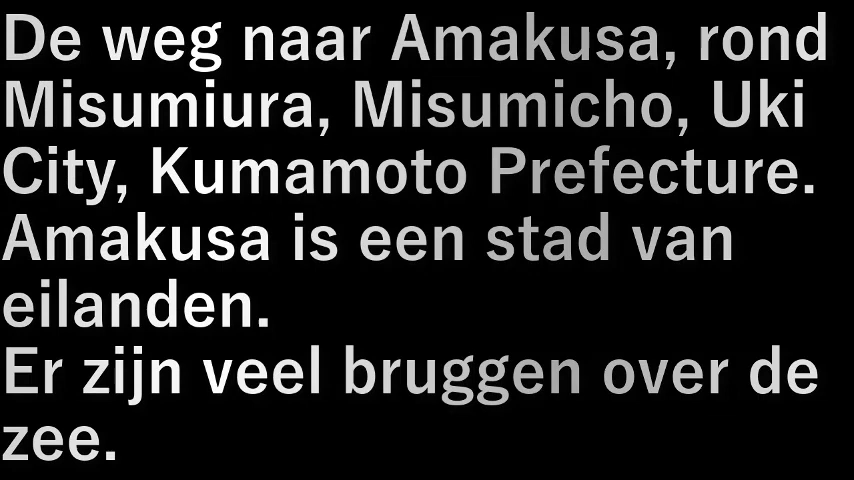 De weg naar Amakusa, rond
Misumiura, Misumicho, Uki
City, Kumamoto Prefecture.
Amakusa is een stad van
eilanden.
Er zijn veel bruggen over de
zee.